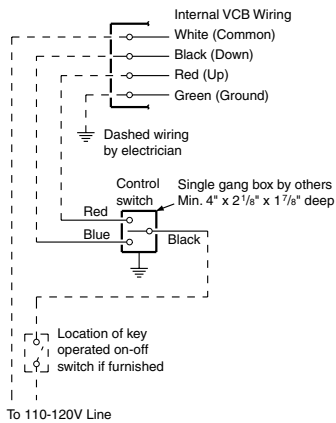 Internal VCB Wiring
White (Common)
Black (Down)
Red (Up)
Green (Ground)
Dashed wiring
by electrician
Control
switch
Single gang box by others
Min. 4" x 2 1/8" x 1 7/8" deep
Red
Blue
Black
Location of key
operated on-off
switch if furnished
To 110-120V Line